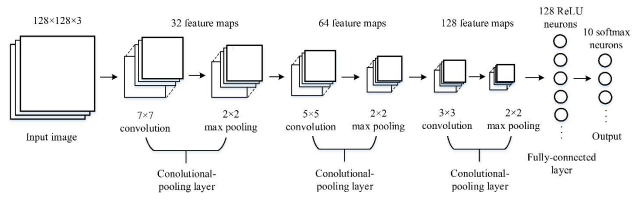 128×128×3
32 feature maps
64 feature maps
128 feature maps
128 ReLU
neurons
10 softmax
neurons
7×7
convolution
2×2
max pooling
5×5
convolution
2×2
max pooling
3×3
convolution
2×2
max pooling
Input image
Output
Conolutional-
pooling layer
Conolutional-
pooling layer
Conolutional-
pooling layer
Fully-connected
layer